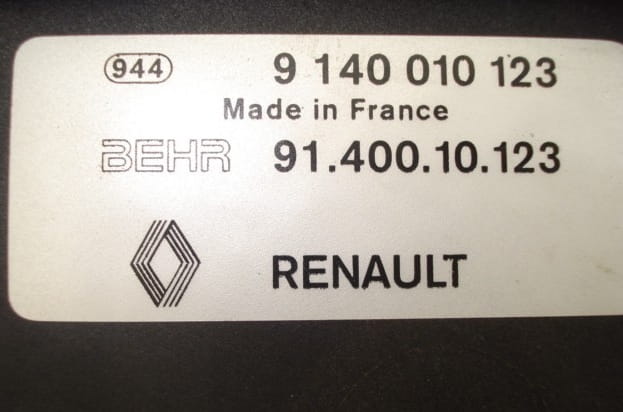 944 9 140 010 123
Made in France
BEHR 91.400.10.123
RENAULT